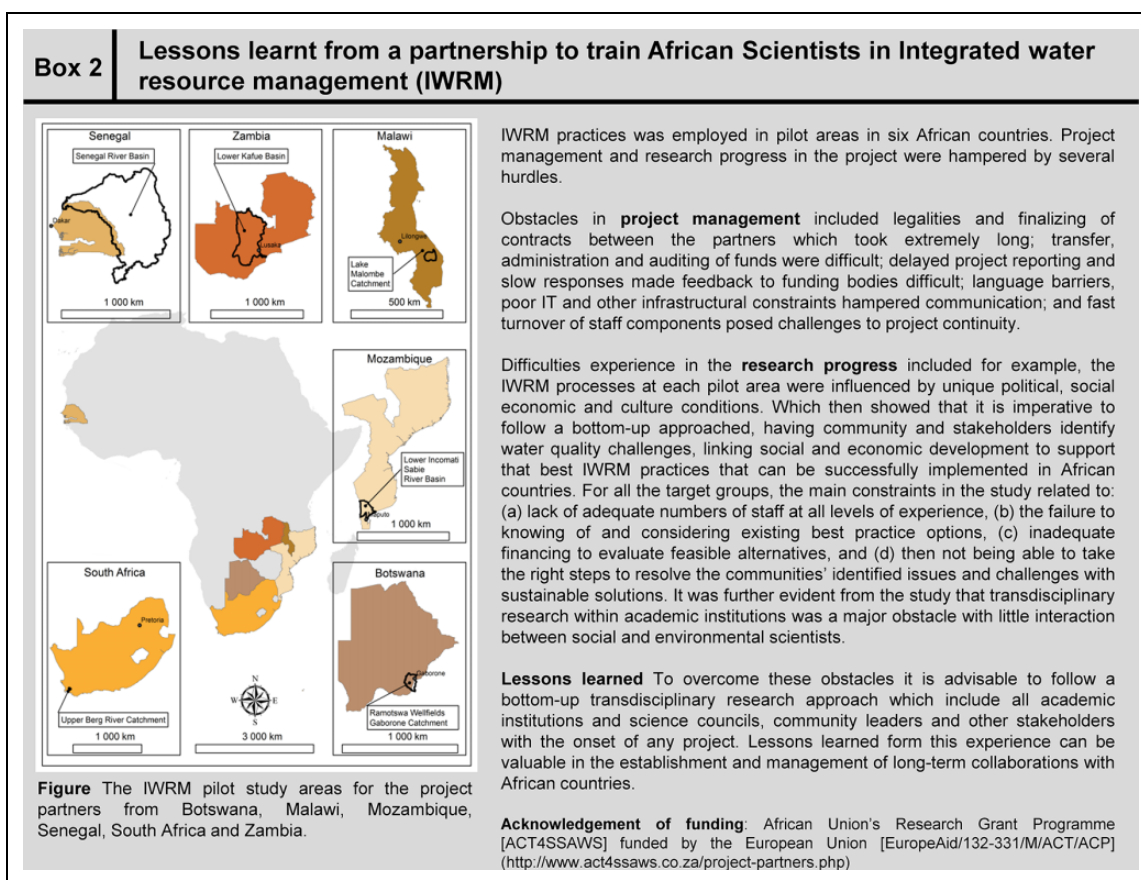 Box 2
Lessons learnt from a partnership to train African Scientists in Integrated water
resource management (IWRM)
Senegal
Senegal River Basin
Dakar
1 000 km
Zambia
Lower Kafue Basin
Lusaka
1 000 km
Malawi
Lilongwe
Lake
Malombe
Catchment
500 km
Mozambique
Lower Incomati
Sabie
River Basin
Maputo
1 000 km
South Africa
Pretoria
Upper Berg River Catchment
1 000 km
N
W
E
S
3 000 km
Botswana
Gaborone
Ramotswa Wellfields
Gaborone Catchment
1 000 km
Figure The IWRM pilot study areas for the project
partners from Botswana, Malawi, Mozambique,
Senegal, South Africa and Zambia.
IWRM practices was employed in pilot areas in six African countries. Project
management and research progress in the project were hampered by several
hurdles.
Obstacles in project management included legalities and finalizing of
contracts between the partners which took extremely long; transfer,
administration and auditing of funds were difficult; delayed project reporting and
slow responses made feedback to funding bodies difficult; language barriers,
poor IT and other infrastructural constraints hampered communication; and fast
turnover of staff components posed challenges to project continuity.
Difficulties experience in the research progress included for example, the
IWRM processes at each pilot area were influenced by unique political, social
economic and culture conditions. Which then showed that it is imperative to
follow a bottom-up approached, having community and stakeholders identify
water quality challenges, linking social and economic development to support
that best IWRM practices that can be successfully implemented in African
countries. For all the target groups, the main constraints in the study related to:
(a) lack of adequate numbers of staff at all levels of experience, (b) the failure to
knowing of and considering existing best practice options, (c) inadequate
financing to evaluate feasible alternatives, and (d) then not being able to take
the right steps to resolve the communities' identified issues and challenges with
sustainable solutions. It was further evident from the study that transdisciplinary
research within academic institutions was a major obstacle with little interaction
between social and environmental scientists.
Lessons learned To overcome these obstacles it is advisable to follow a
bottom-up transdisciplinary research approach which include all academic
institutions and science councils, community leaders and other stakeholders
with the onset of any project. Lessons learned form this experience can be
valuable in the establishment and management of long-term collaborations with
African countries.
Acknowledgement of funding: African Union's Research Grant Programme
[ACT4SSAWS] funded by the European Union [EuropeAid/132-331/M/ACT/ACP]
(http://www.act4ssaws.co.za/project-partners.php)